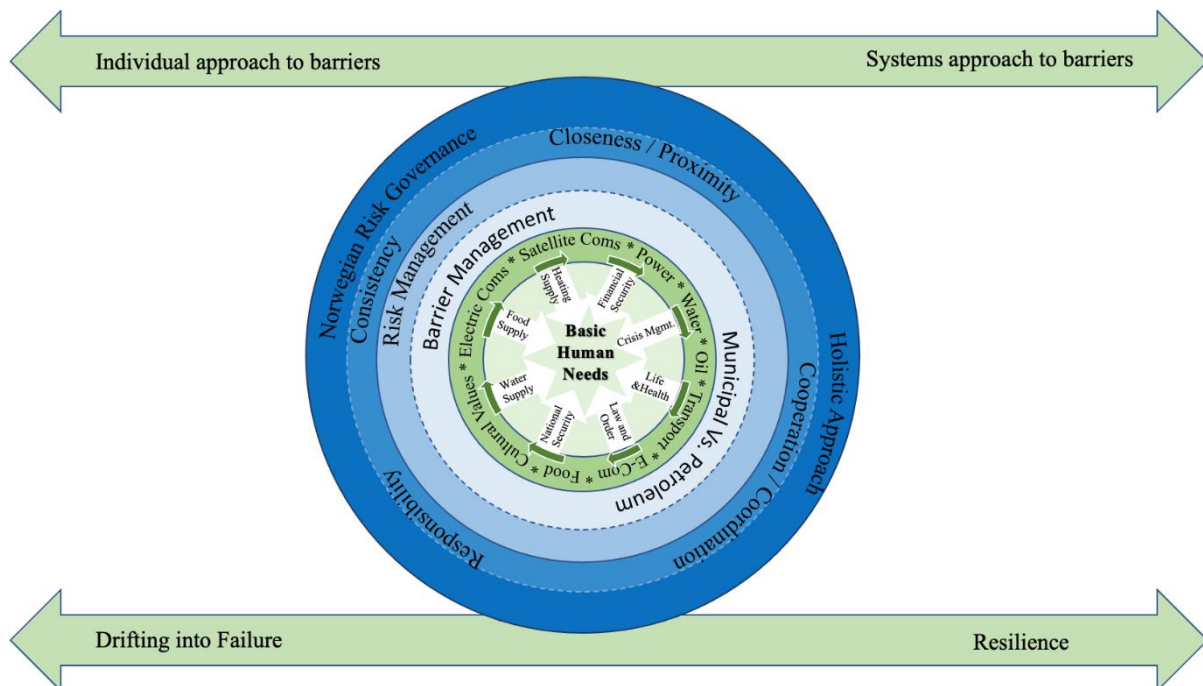 Individual approach to barriers
Systems approach to barriers
Norwegian Risk Governance
Holistic Approach
Consistency
Closeness / Proximity
Cooperation / Coordination
Responsibility
Risk Management
Barrier Management
Municipal Vs. Petroleum
Electric Coms * Satellite Coms * Power * Water * Oil * Transport * E-Com * Food * Cultural Values *
Heating
Supply
Financial
Security
Crisis Mgmt.
Life
&Health
Law and
Order
National
Security
Water
Supply
Food
Supply
Basic
Human
Needs
Drifting into Failure
Resilience